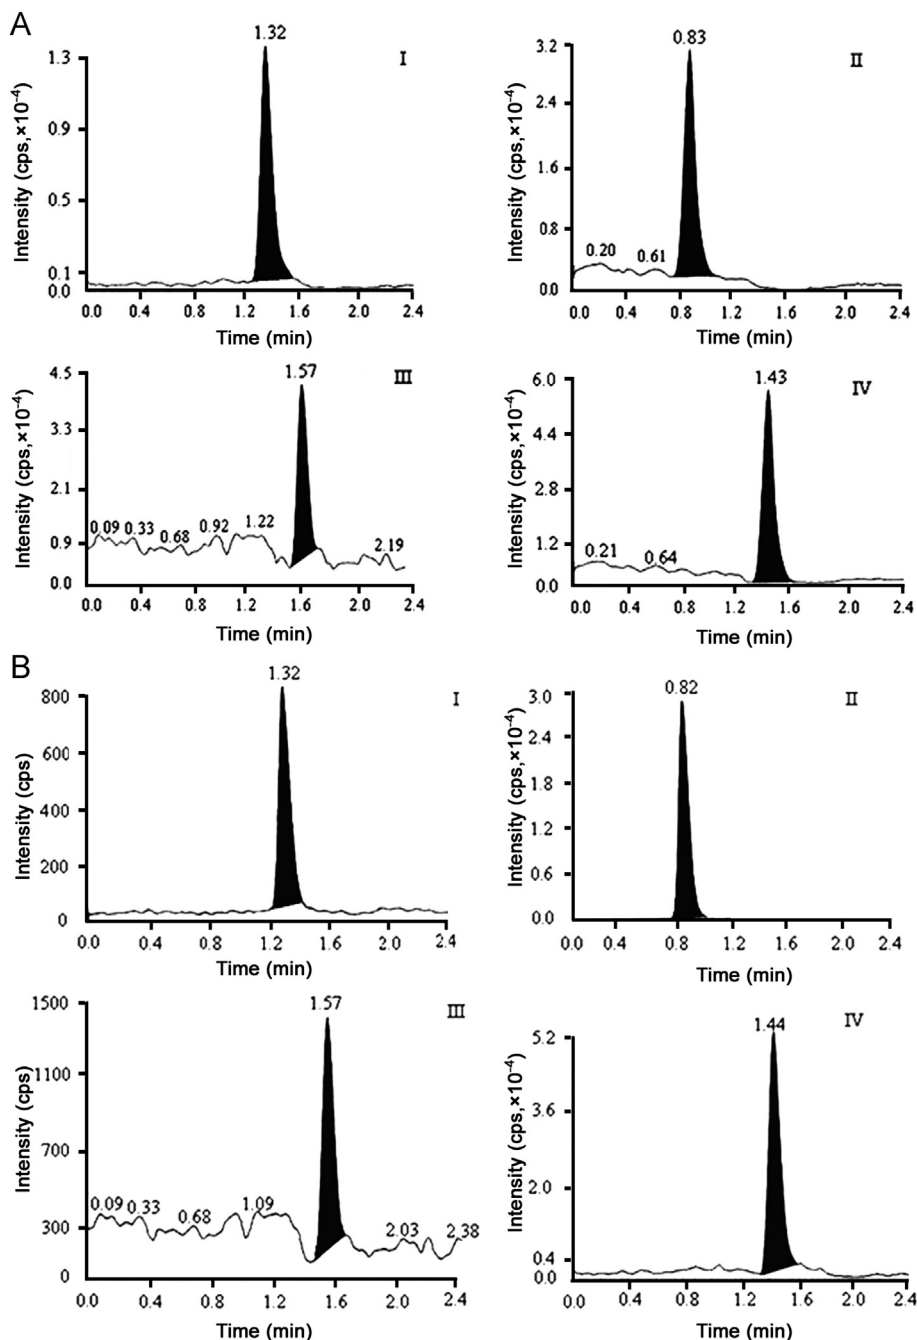 A
1.32
I
1.3
0.9
0.5
0.1
0.0
Intensity (cps,×10⁻⁴)
0.0 0.4 0.8 1.2 1.6 2.0 2.4
Time (min)
0.83
II
3.2
2.4
1.6
0.8
0.0
0.20 0.61
Intensity (cps,×10⁻⁴)
0.0 0.4 0.8 1.2 1.6 2.0 2.4
Time (min)
1.57
III
4.5
3.3
2.1
0.9
0.0
0.09 0.33 0.68 0.92 1.22 2.19
Intensity (cps,×10⁻⁴)
0.0 0.4 0.8 1.2 1.6 2.0 2.4
Time (min)
1.43
IV
6.0
4.4
2.8
1.2
0.0
0.21 0.64
Intensity (cps,×10⁻⁴)
0.0 0.4 0.8 1.2 1.6 2.0 2.4
Time (min)
B
1.32
I
800
600
400
200
0
Intensity (cps)
0.0 0.4 0.8 1.2 1.6 2.0 2.4
Time (min)
0.82
II
3.0
2.4
1.8
1.2
0.6
0.0
Intensity (cps,×10⁻⁴)
0.0 0.4 0.8 1.2 1.6 2.0 2.4
Time (min)
1.57
III
1500
1100
700
300
0
0.09 0.33 0.68 1.09 2.03 2.38
Intensity (cps)
0.0 0.4 0.8 1.2 1.6 2.0 2.4
Time (min)
1.44
IV
5.2
3.6
2.0
0.4
0.0
Intensity (cps,×10⁻⁴)
0.0 0.4 0.8 1.2 1.6 2.0 2.4
Time (min)